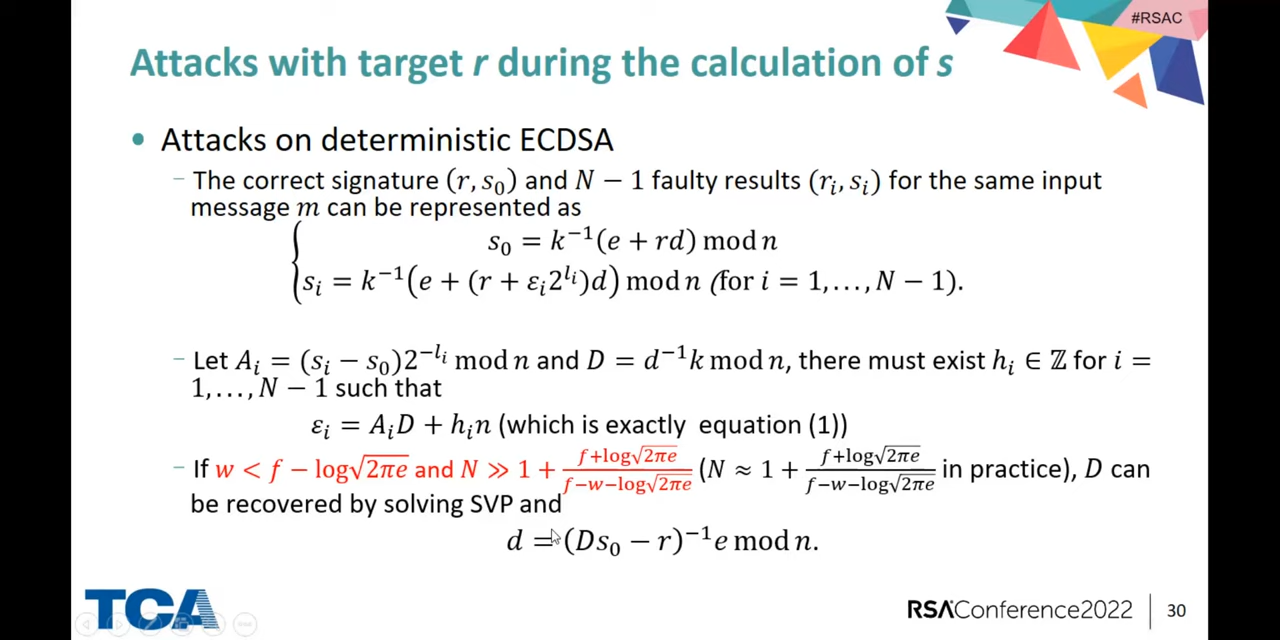 #RSAC
Attacks with target r during the calculation of s
• Attacks on deterministic ECDSA
– The correct signature (r, s₀) and N − 1 faulty results (rᵢ, sᵢ) for the same input
message m can be represented as
s₀ = k⁻¹(e + rd) mod n
sᵢ = k⁻¹(e + (r + εᵢ2^{lᵢ})d) mod n (for i = 1, … , N − 1).
– Let Aᵢ = (sᵢ − s₀)2^{−lᵢ} mod n and D = d⁻¹k mod n, there must exist hᵢ ∈ ℤ for i =
1, … , N − 1 such that
εᵢ = AᵢD + hᵢn (which is exactly equation (1))
– If w < f − log√(2πe) and N ≫ 1 + (f+log√(2πe))/(f−w−log√(2πe)) (N ≈ 1 + (f+log√(2πe))/(f−w−log√(2πe)) in practice), D can
be recovered by solving SVP and
d = (Ds₀ − r)⁻¹e mod n.
TCA
RSAConference2022
30